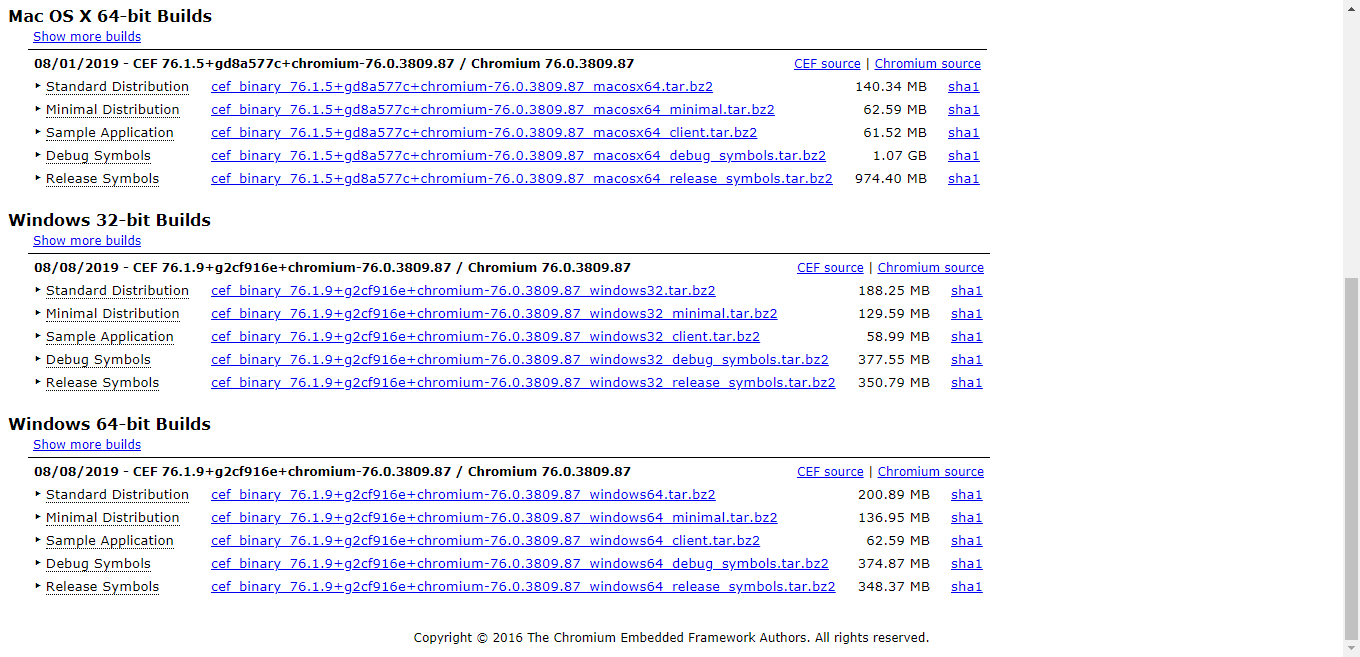 Mac OS X 64-bit Builds
Show more builds
08/01/2019 - CEF 76.1.5+gd8a577c+chromium-76.0.3809.87 / Chromium 76.0.3809.87 CEF source | Chromium source
Standard Distribution cef_binary_76.1.5+gd8a577c+chromium-76.0.3809.87_macosx64.tar.bz2 140.34 MB sha1
Minimal Distribution cef_binary_76.1.5+gd8a577c+chromium-76.0.3809.87_macosx64_minimal.tar.bz2 62.59 MB sha1
Sample Application cef_binary_76.1.5+gd8a577c+chromium-76.0.3809.87_macosx64_client.tar.bz2 61.52 MB sha1
Debug Symbols cef_binary_76.1.5+gd8a577c+chromium-76.0.3809.87_macosx64_debug_symbols.tar.bz2 1.07 GB sha1
Release Symbols cef_binary_76.1.5+gd8a577c+chromium-76.0.3809.87_macosx64_release_symbols.tar.bz2 974.40 MB sha1
Windows 32-bit Builds
Show more builds
08/08/2019 - CEF 76.1.9+g2cf916e+chromium-76.0.3809.87 / Chromium 76.0.3809.87 CEF source | Chromium source
Standard Distribution cef_binary_76.1.9+g2cf916e+chromium-76.0.3809.87_windows32.tar.bz2 188.25 MB sha1
Minimal Distribution cef_binary_76.1.9+g2cf916e+chromium-76.0.3809.87_windows32_minimal.tar.bz2 129.59 MB sha1
Sample Application cef_binary_76.1.9+g2cf916e+chromium-76.0.3809.87_windows32_client.tar.bz2 58.99 MB sha1
Debug Symbols cef_binary_76.1.9+g2cf916e+chromium-76.0.3809.87_windows32_debug_symbols.tar.bz2 377.55 MB sha1
Release Symbols cef_binary_76.1.9+g2cf916e+chromium-76.0.3809.87_windows32_release_symbols.tar.bz2 350.79 MB sha1
Windows 64-bit Builds
Show more builds
08/08/2019 - CEF 76.1.9+g2cf916e+chromium-76.0.3809.87 / Chromium 76.0.3809.87 CEF source | Chromium source
Standard Distribution cef_binary_76.1.9+g2cf916e+chromium-76.0.3809.87_windows64.tar.bz2 200.89 MB sha1
Minimal Distribution cef_binary_76.1.9+g2cf916e+chromium-76.0.3809.87_windows64_minimal.tar.bz2 136.95 MB sha1
Sample Application cef_binary_76.1.9+g2cf916e+chromium-76.0.3809.87_windows64_client.tar.bz2 62.59 MB sha1
Debug Symbols cef_binary_76.1.9+g2cf916e+chromium-76.0.3809.87_windows64_debug_symbols.tar.bz2 374.87 MB sha1
Release Symbols cef_binary_76.1.9+g2cf916e+chromium-76.0.3809.87_windows64_release_symbols.tar.bz2 348.37 MB sha1
Copyright © 2016 The Chromium Embedded Framework Authors. All rights reserved.